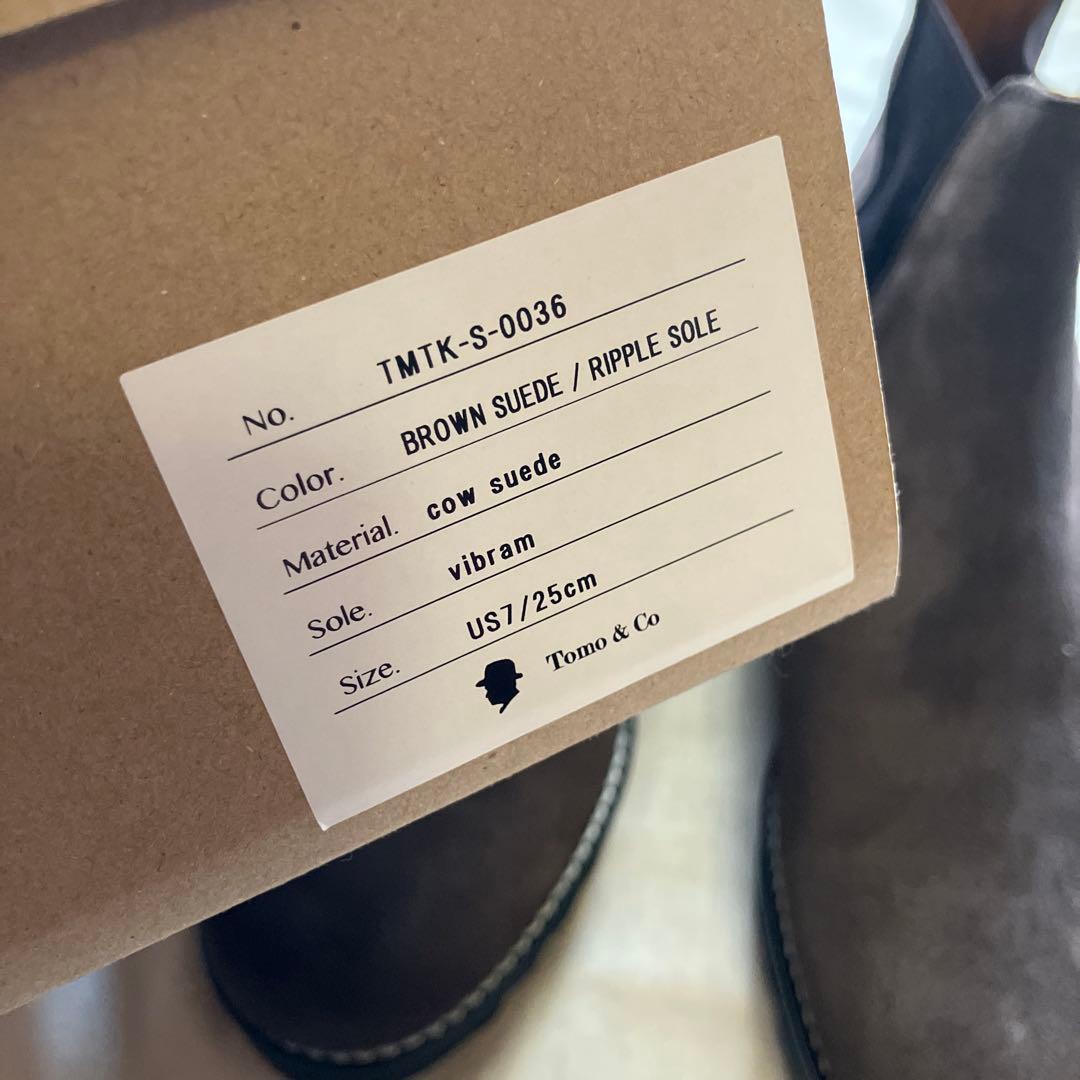 No. TMTK-S-0036
Color. BROWN SUEDE / RIPPLE SOLE
Material. cow suede
Sole. vibram
Size. US7/25cm
Tomo & Co